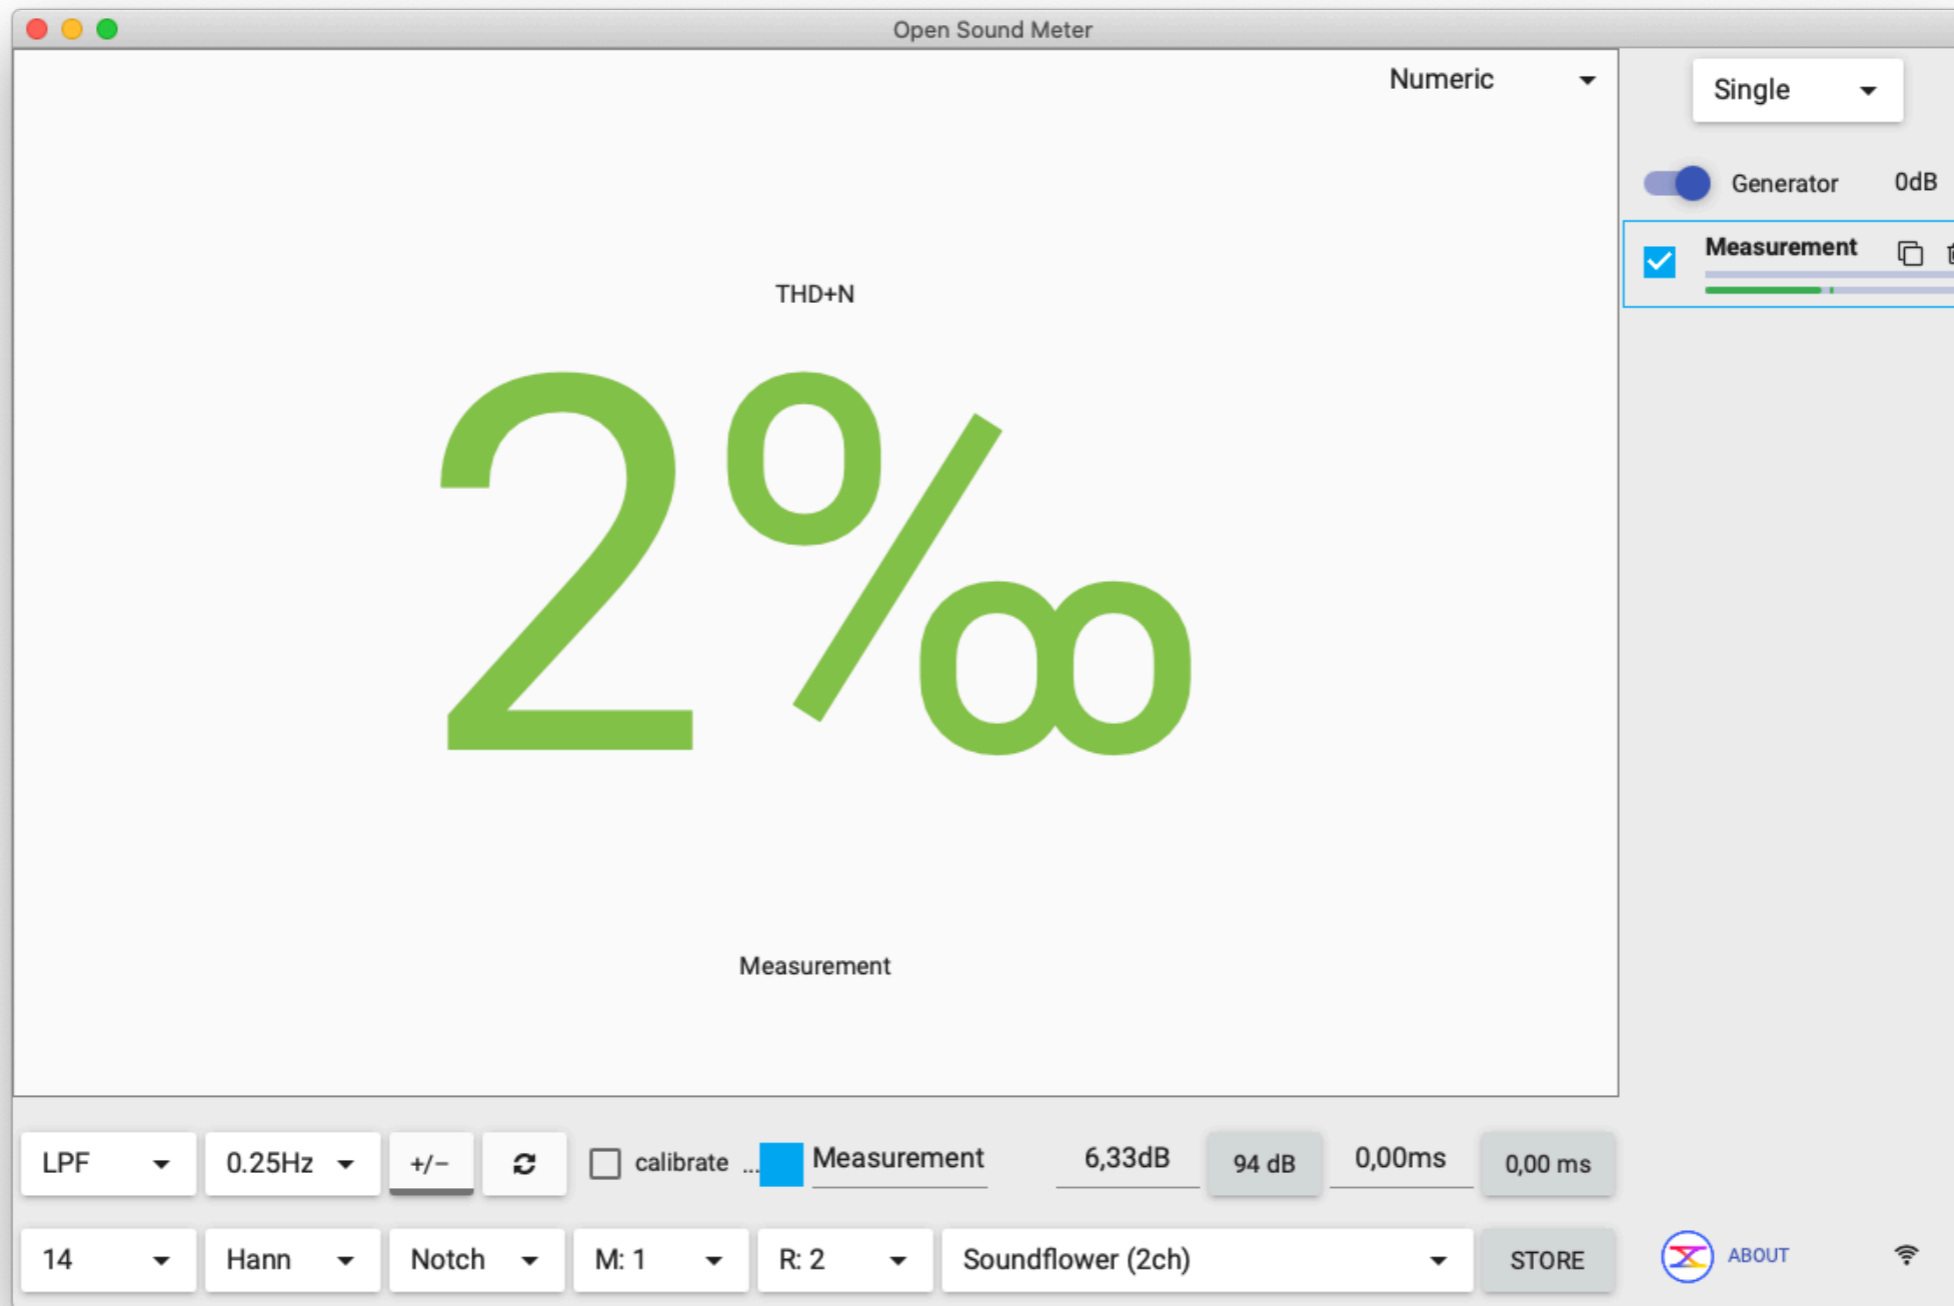 Open Sound Meter
Numeric
Single
Generator 0dB
Measurement
THD+N
2‰
Measurement
LPF 0.25Hz +/− calibrate ... Measurement 6,33dB 94 dB 0,00ms 0,00 ms
14 Hann Notch M: 1 R: 2 Soundflower (2ch) STORE
ABOUT